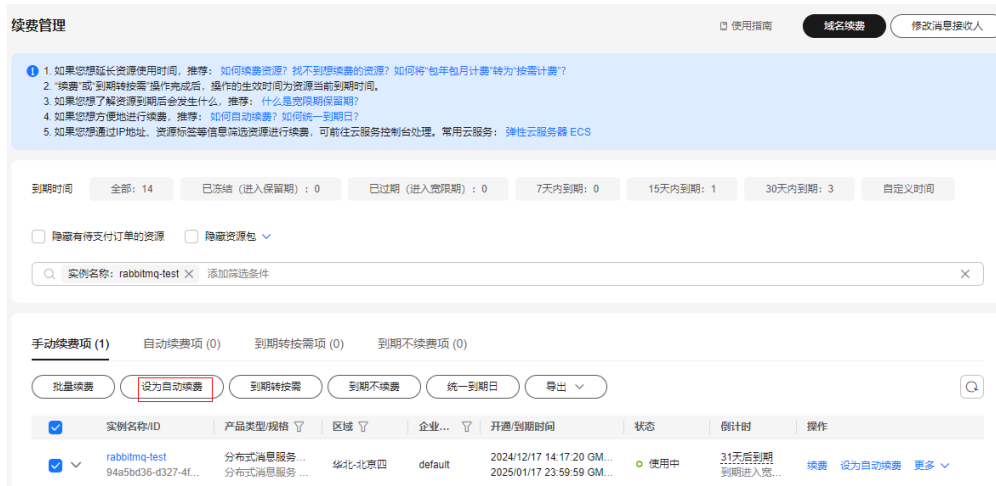 续费管理
使用指南
域名续费
修改消息接收人
1. 如果您想延长资源使用时间，推荐： 如何续费资源？找不到想续费的资源？如何将“包年包月计费”转为“按需计费”？
2. “续费”或“到期转按需”操作完成后，操作的生效时间为资源当前到期时间。
3. 如果您想了解资源到期后会发生什么，推荐： 什么是宽限期保留期？
4. 如果您想方便地进行续费，推荐： 如何自动续费？如何统一到期日？
5. 如果您想通过IP地址、资源标签等信息筛选资源进行续费，可前往云服务控制台处理。常用云服务： 弹性云服务器 ECS
到期时间 全部：14 已冻结（进入保留期）：0 已过期（进入宽限期）：0 7天内到期：0 15天内到期：1 30天内到期：3 自定义时间
隐藏有待支付订单的资源 隐藏资源包
实例名称：rabbitmq-test 添加筛选条件
手动续费项 (1) 自动续费项 (0) 到期转按需项 (0) 到期不续费项 (0)
批量续费 设为自动续费 到期转按需 到期不续费 统一到期日 导出
实例名称/ID 产品类型/规格 区域 企业... 开通/到期时间 状态 倒计时 操作
rabbitmq-test 分布式消息服务... 华北-北京四 default 2024/12/17 14:17:20 GM... 使用中 31天后到期 续费 设为自动续费 更多
94a5bd36-d327-4f... 分布式消息服务 ... 2025/01/17 23:59:59 GM... 到期进入宽...